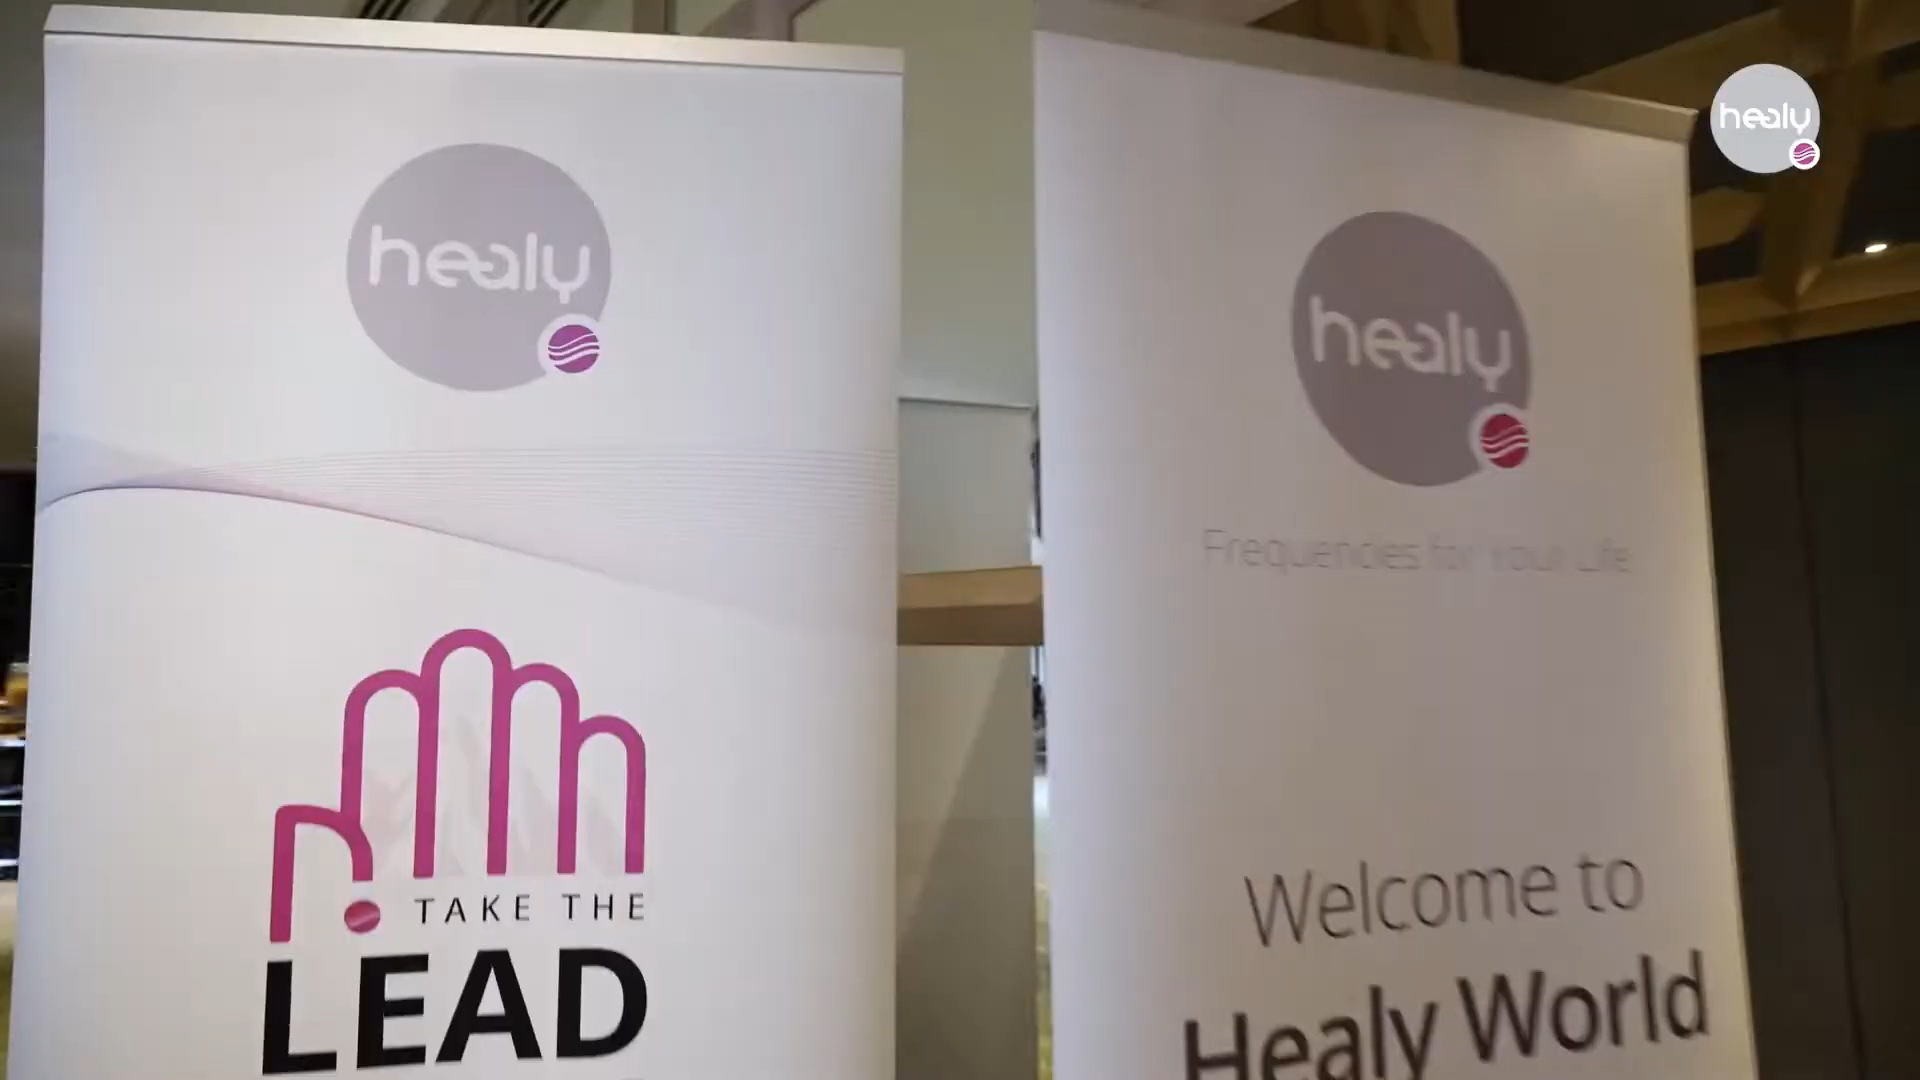 healy
TAKE THE
LEAD
healy
Frequencies for Your Life
Welcome to
Healy World
healy